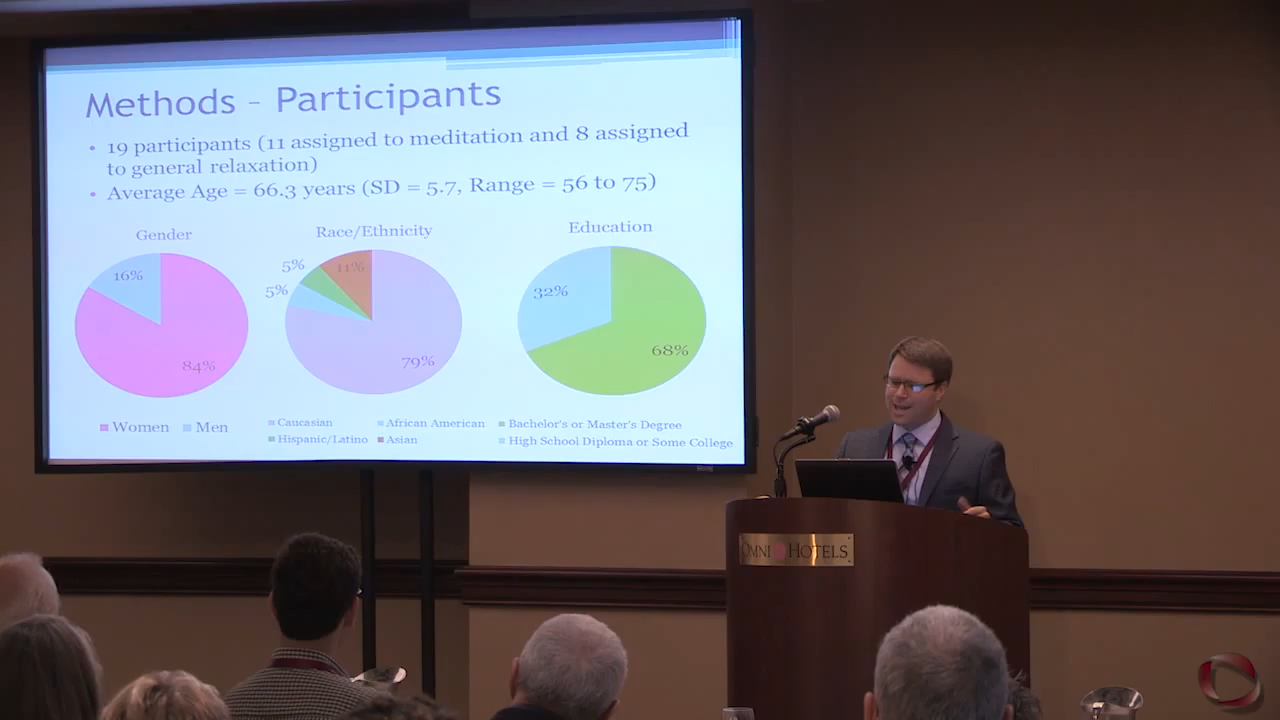 Methods – Participants
• 19 participants (11 assigned to meditation and 8 assigned
to general relaxation)
• Average Age = 66.3 years (SD = 5.7, Range = 56 to 75)
Gender
16%
84%
Women Men
Race/Ethnicity
5%
11%
5%
79%
Caucasian African American
Hispanic/Latino Asian
Education
32%
68%
Bachelor's or Master's Degree
High School Diploma or Some College
OMNI HOTELS